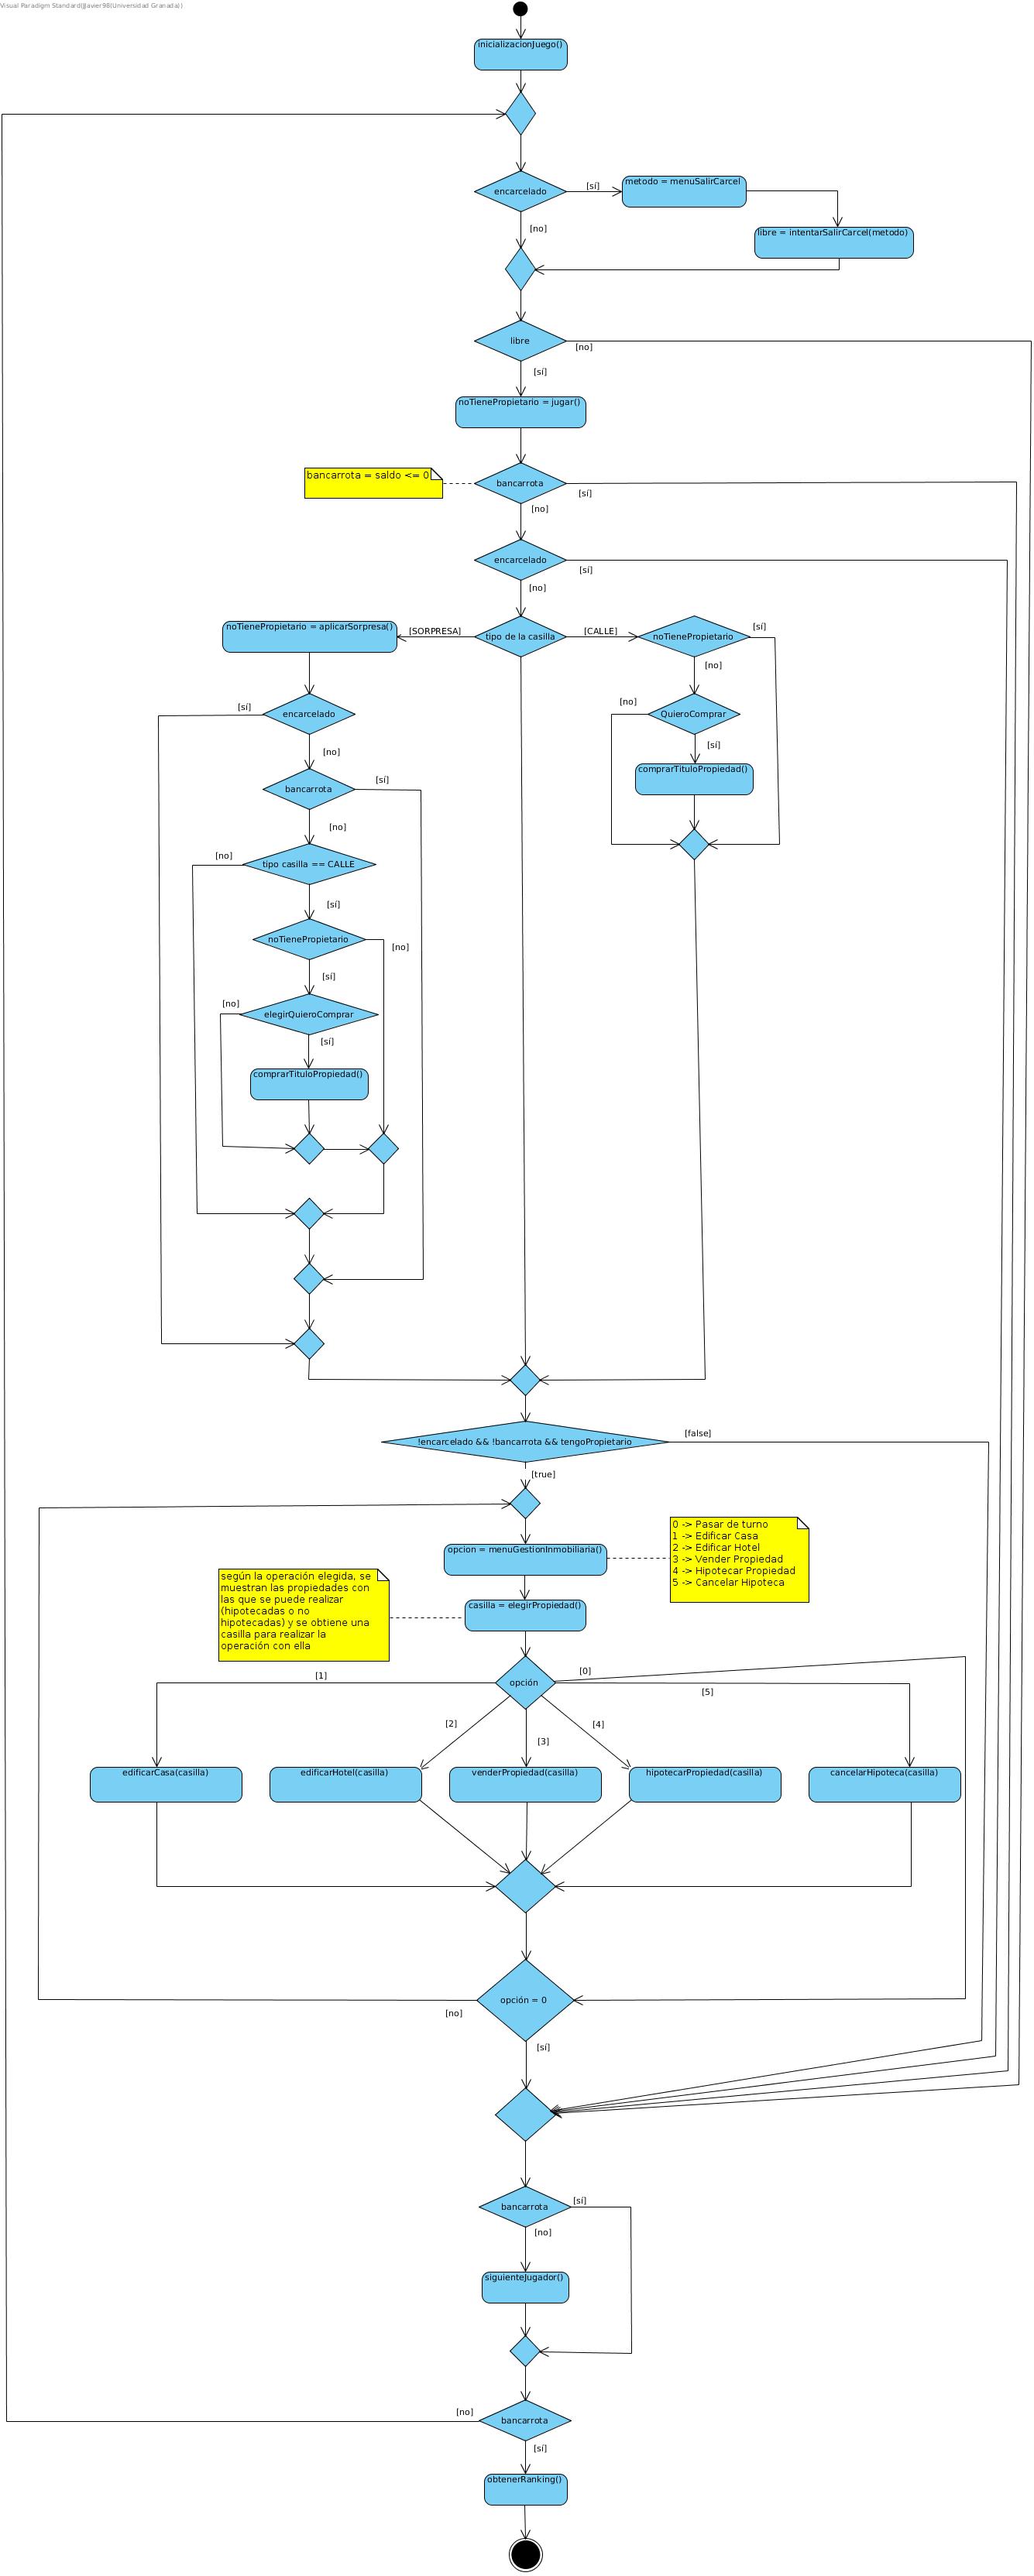 Visual Paradigm Standard(JJavier98(Universidad Granada))
inicializacionJuego()
encarcelado
[sí]
metodo = menuSalirCarcel
[no]
libre = intentarSalirCarcel(metodo)
libre
[no]
[sí]
noTienePropietario = jugar()
bancarrota = saldo <= 0
bancarrota
[sí]
[no]
encarcelado
[sí]
[no]
noTienePropietario = aplicarSorpresa()
[SORPRESA]
tipo de la casilla
[CALLE]
noTienePropietario
[sí]
[no]
[sí]
encarcelado
[no]
QuieroComprar
[no]
[sí]
bancarrota
[sí]
comprarTituloPropiedad()
[no]
[no]
tipo casilla == CALLE
[sí]
noTienePropietario
[no]
[sí]
[no]
elegirQuieroComprar
[sí]
comprarTituloPropiedad()
!encarcelado && !bancarrota && tengoPropietario
[false]
[true]
opcion = menuGestionInmobiliaria()
0 -> Pasar de turno
1 -> Edificar Casa
2 -> Edificar Hotel
3 -> Vender Propiedad
4 -> Hipotecar Propiedad
5 -> Cancelar Hipoteca
según la operación elegida, se
muestran las propiedades con
las que se puede realizar
(hipotecadas o no
hipotecadas) y se obtiene una
casilla para realizar la
operación con ella
casilla = elegirPropiedad()
opción
[0]
[1]
[5]
[2]
[4]
[3]
edificarCasa(casilla)
edificarHotel(casilla)
venderPropiedad(casilla)
hipotecarPropiedad(casilla)
cancelarHipoteca(casilla)
opción = 0
[no]
[sí]
bancarrota
[sí]
[no]
siguienteJugador()
[no]
bancarrota
[sí]
obtenerRanking()